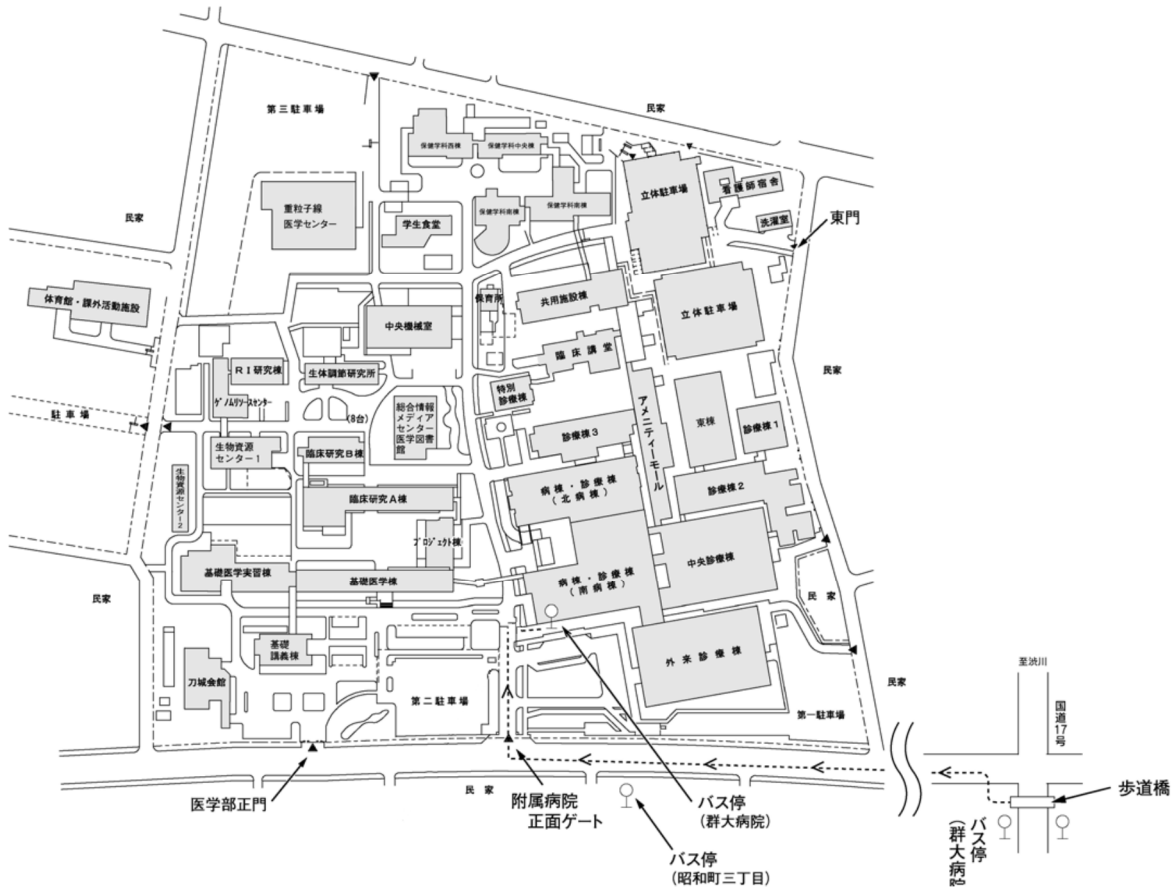 民家
第三駐車場
保健学科西棟
保健学科中央棟
立体駐車場
看護師宿舎
民家
重粒子線
医学センター
学生食堂
保健学科南棟
保健学科南棟
洗濯室
東門
体育館・課外活動施設
保育所
共用施設棟
立体駐車場
中央機械室
臨床講堂
RI研究棟
生体調節研究所
特別
診療棟
民家
ゲノムリソースセンター
(8台)
総合情報
メディア
センター
医学図書
館
アメニティーモール
東棟
診療棟1
駐車場
診療棟3
生物資源
センター1
臨床研究B棟
生物資源センター2
臨床研究A棟
病棟・診療棟
(北病棟)
診療棟2
プロジェクト棟
中央診療棟
基礎医学実習棟
基礎医学棟
病棟・診療棟
(南病棟)
民家
民家
基礎
講義棟
外来診療棟
刀城会館
第二駐車場
第一駐車場
民家
至渋川
国道17号
医学部正門
民家
附属病院
正面ゲート
バス停
(群大病院)
バス停
(昭和町三丁目)
歩道橋
バス停
(群大病院